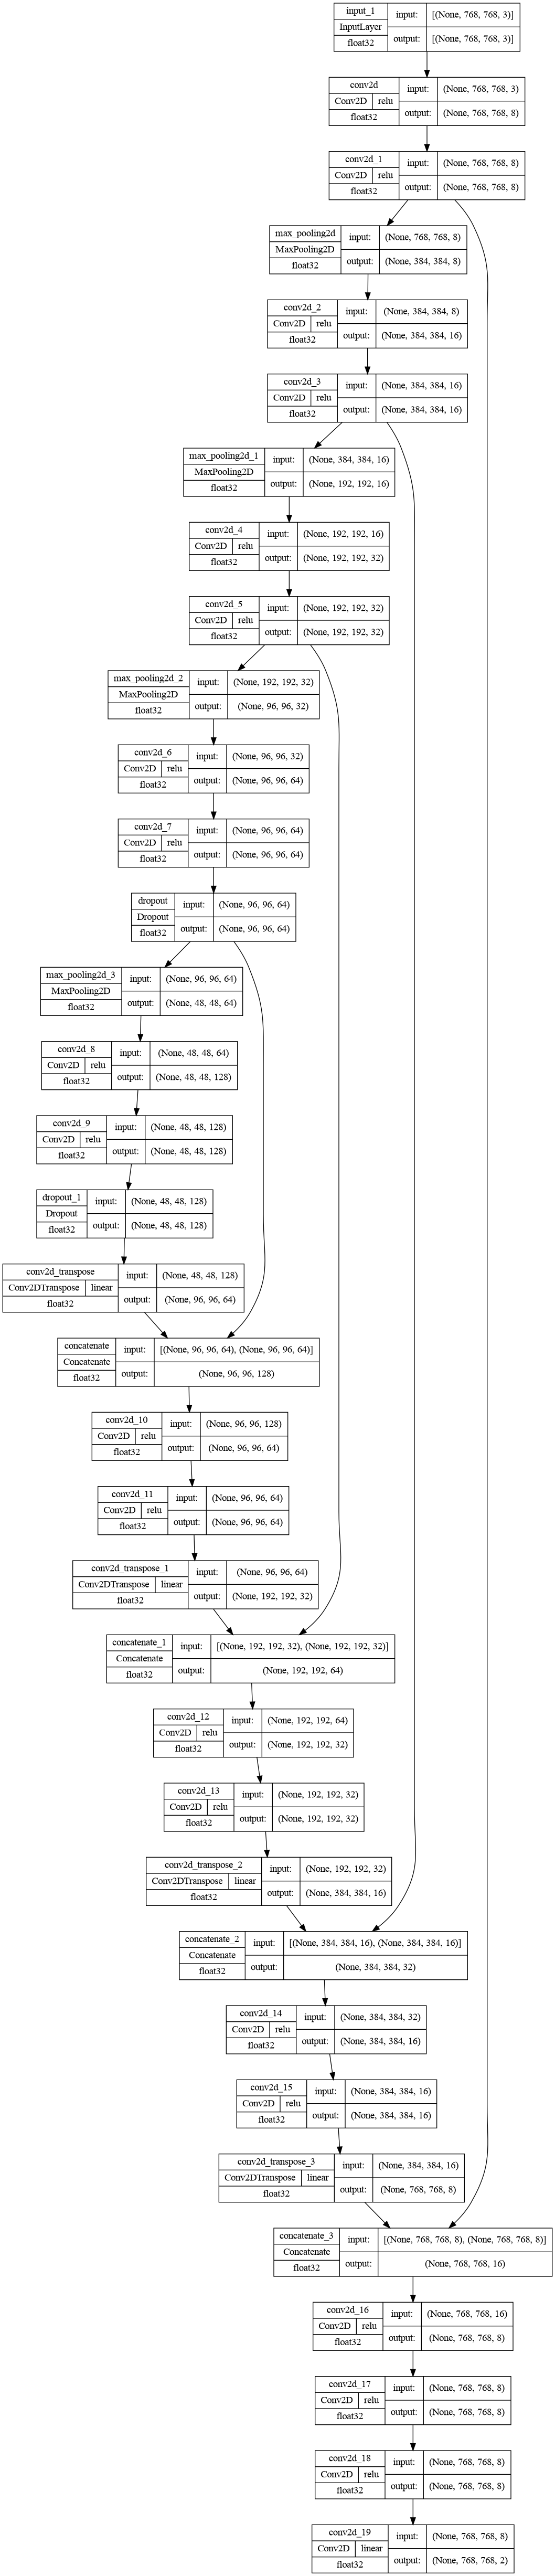 input_1 input: [(None, 768, 768, 3)]
InputLayer
float32 output: [(None, 768, 768, 3)]
conv2d input: (None, 768, 768, 3)
Conv2D relu
float32 output: (None, 768, 768, 8)
conv2d_1 input: (None, 768, 768, 8)
Conv2D relu
float32 output: (None, 768, 768, 8)
max_pooling2d input: (None, 768, 768, 8)
MaxPooling2D
float32 output: (None, 384, 384, 8)
conv2d_2 input: (None, 384, 384, 8)
Conv2D relu
float32 output: (None, 384, 384, 16)
conv2d_3 input: (None, 384, 384, 16)
Conv2D relu
float32 output: (None, 384, 384, 16)
max_pooling2d_1 input: (None, 384, 384, 16)
MaxPooling2D
float32 output: (None, 192, 192, 16)
conv2d_4 input: (None, 192, 192, 16)
Conv2D relu
float32 output: (None, 192, 192, 32)
conv2d_5 input: (None, 192, 192, 32)
Conv2D relu
float32 output: (None, 192, 192, 32)
max_pooling2d_2 input: (None, 192, 192, 32)
MaxPooling2D
float32 output: (None, 96, 96, 32)
conv2d_6 input: (None, 96, 96, 32)
Conv2D relu
float32 output: (None, 96, 96, 64)
conv2d_7 input: (None, 96, 96, 64)
Conv2D relu
float32 output: (None, 96, 96, 64)
dropout input: (None, 96, 96, 64)
Dropout
float32 output: (None, 96, 96, 64)
max_pooling2d_3 input: (None, 96, 96, 64)
MaxPooling2D
float32 output: (None, 48, 48, 64)
conv2d_8 input: (None, 48, 48, 64)
Conv2D relu
float32 output: (None, 48, 48, 128)
conv2d_9 input: (None, 48, 48, 128)
Conv2D relu
float32 output: (None, 48, 48, 128)
dropout_1 input: (None, 48, 48, 128)
Dropout
float32 output: (None, 48, 48, 128)
conv2d_transpose input: (None, 48, 48, 128)
Conv2DTranspose linear
float32 output: (None, 96, 96, 64)
concatenate input: [(None, 96, 96, 64), (None, 96, 96, 64)]
Concatenate
float32 output: (None, 96, 96, 128)
conv2d_10 input: (None, 96, 96, 128)
Conv2D relu
float32 output: (None, 96, 96, 64)
conv2d_11 input: (None, 96, 96, 64)
Conv2D relu
float32 output: (None, 96, 96, 64)
conv2d_transpose_1 input: (None, 96, 96, 64)
Conv2DTranspose linear
float32 output: (None, 192, 192, 32)
concatenate_1 input: [(None, 192, 192, 32), (None, 192, 192, 32)]
Concatenate
float32 output: (None, 192, 192, 64)
conv2d_12 input: (None, 192, 192, 64)
Conv2D relu
float32 output: (None, 192, 192, 32)
conv2d_13 input: (None, 192, 192, 32)
Conv2D relu
float32 output: (None, 192, 192, 32)
conv2d_transpose_2 input: (None, 192, 192, 32)
Conv2DTranspose linear
float32 output: (None, 384, 384, 16)
concatenate_2 input: [(None, 384, 384, 16), (None, 384, 384, 16)]
Concatenate
float32 output: (None, 384, 384, 32)
conv2d_14 input: (None, 384, 384, 32)
Conv2D relu
float32 output: (None, 384, 384, 16)
conv2d_15 input: (None, 384, 384, 16)
Conv2D relu
float32 output: (None, 384, 384, 16)
conv2d_transpose_3 input: (None, 384, 384, 16)
Conv2DTranspose linear
float32 output: (None, 768, 768, 8)
concatenate_3 input: [(None, 768, 768, 8), (None, 768, 768, 8)]
Concatenate
float32 output: (None, 768, 768, 16)
conv2d_16 input: (None, 768, 768, 16)
Conv2D relu
float32 output: (None, 768, 768, 8)
conv2d_17 input: (None, 768, 768, 8)
Conv2D relu
float32 output: (None, 768, 768, 8)
conv2d_18 input: (None, 768, 768, 8)
Conv2D relu
float32 output: (None, 768, 768, 8)
conv2d_19 input: (None, 768, 768, 8)
Conv2D linear
float32 output: (None, 768, 768, 2)